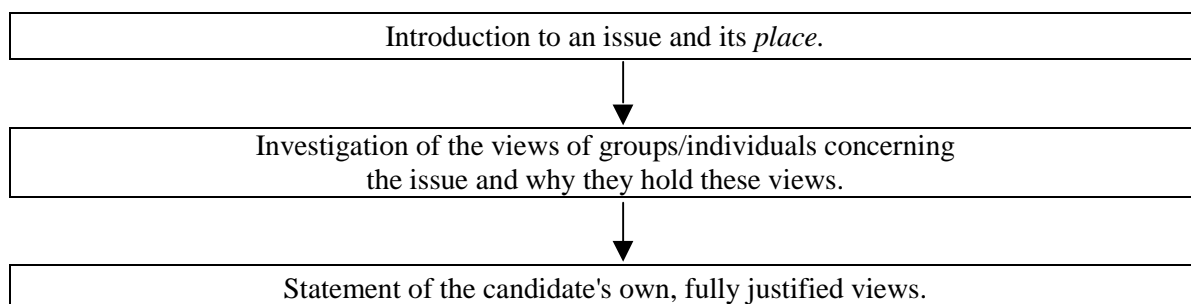 Introduction to an issue and its place.
Investigation of the views of groups/individuals concerning
the issue and why they hold these views.
Statement of the candidate's own, fully justified views.